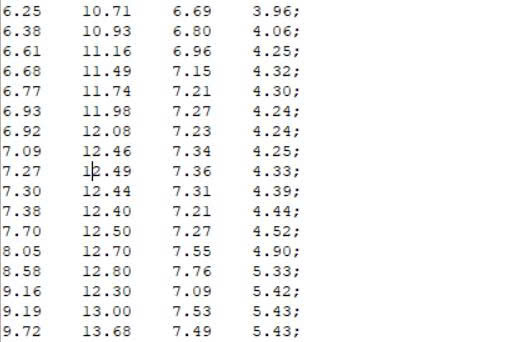 6.25 10.71 6.69 3.96;
6.38 10.93 6.80 4.06;
6.61 11.16 6.96 4.25;
6.68 11.49 7.15 4.32;
6.77 11.74 7.21 4.30;
6.93 11.98 7.27 4.24;
6.92 12.08 7.23 4.24;
7.09 12.46 7.34 4.25;
7.27 12.49 7.36 4.33;
7.30 12.44 7.31 4.39;
7.38 12.40 7.21 4.44;
7.70 12.50 7.27 4.52;
8.05 12.70 7.55 4.90;
8.58 12.80 7.76 5.33;
9.16 12.30 7.09 5.42;
9.19 13.00 7.53 5.43;
9.72 13.68 7.49 5.43;